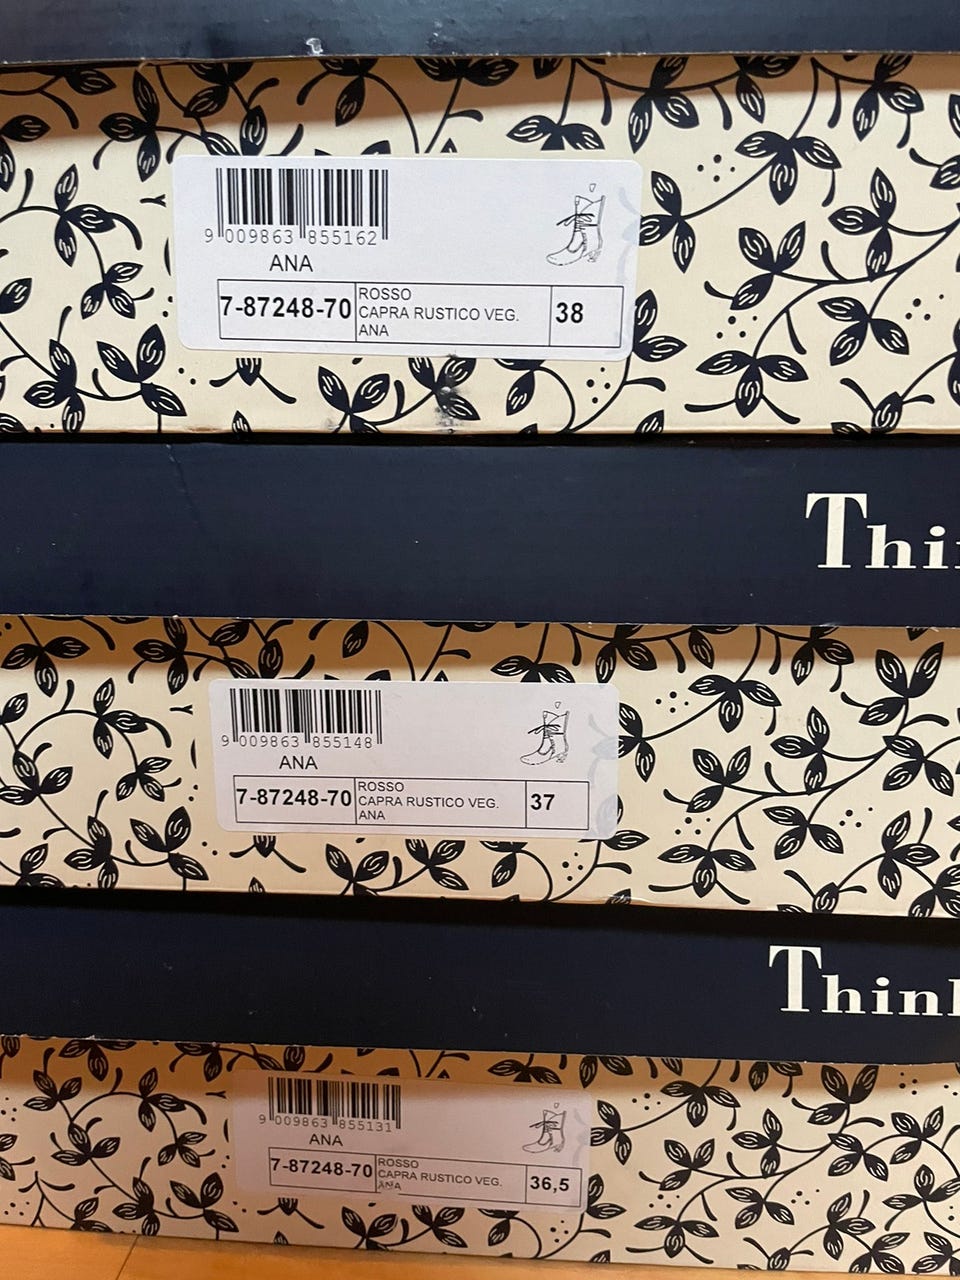 9 009863 855162
ANA
7-87248-70
ROSSO
CAPRA RUSTICO VEG.
ANA
38
Thi
9 009863 855148
ANA
7-87248-70
ROSSO
CAPRA RUSTICO VEG.
ANA
37
Thin
9 009863 855131
ANA
7-87248-70
ROSSO
CAPRA RUSTICO VEG.
ANA
36,5